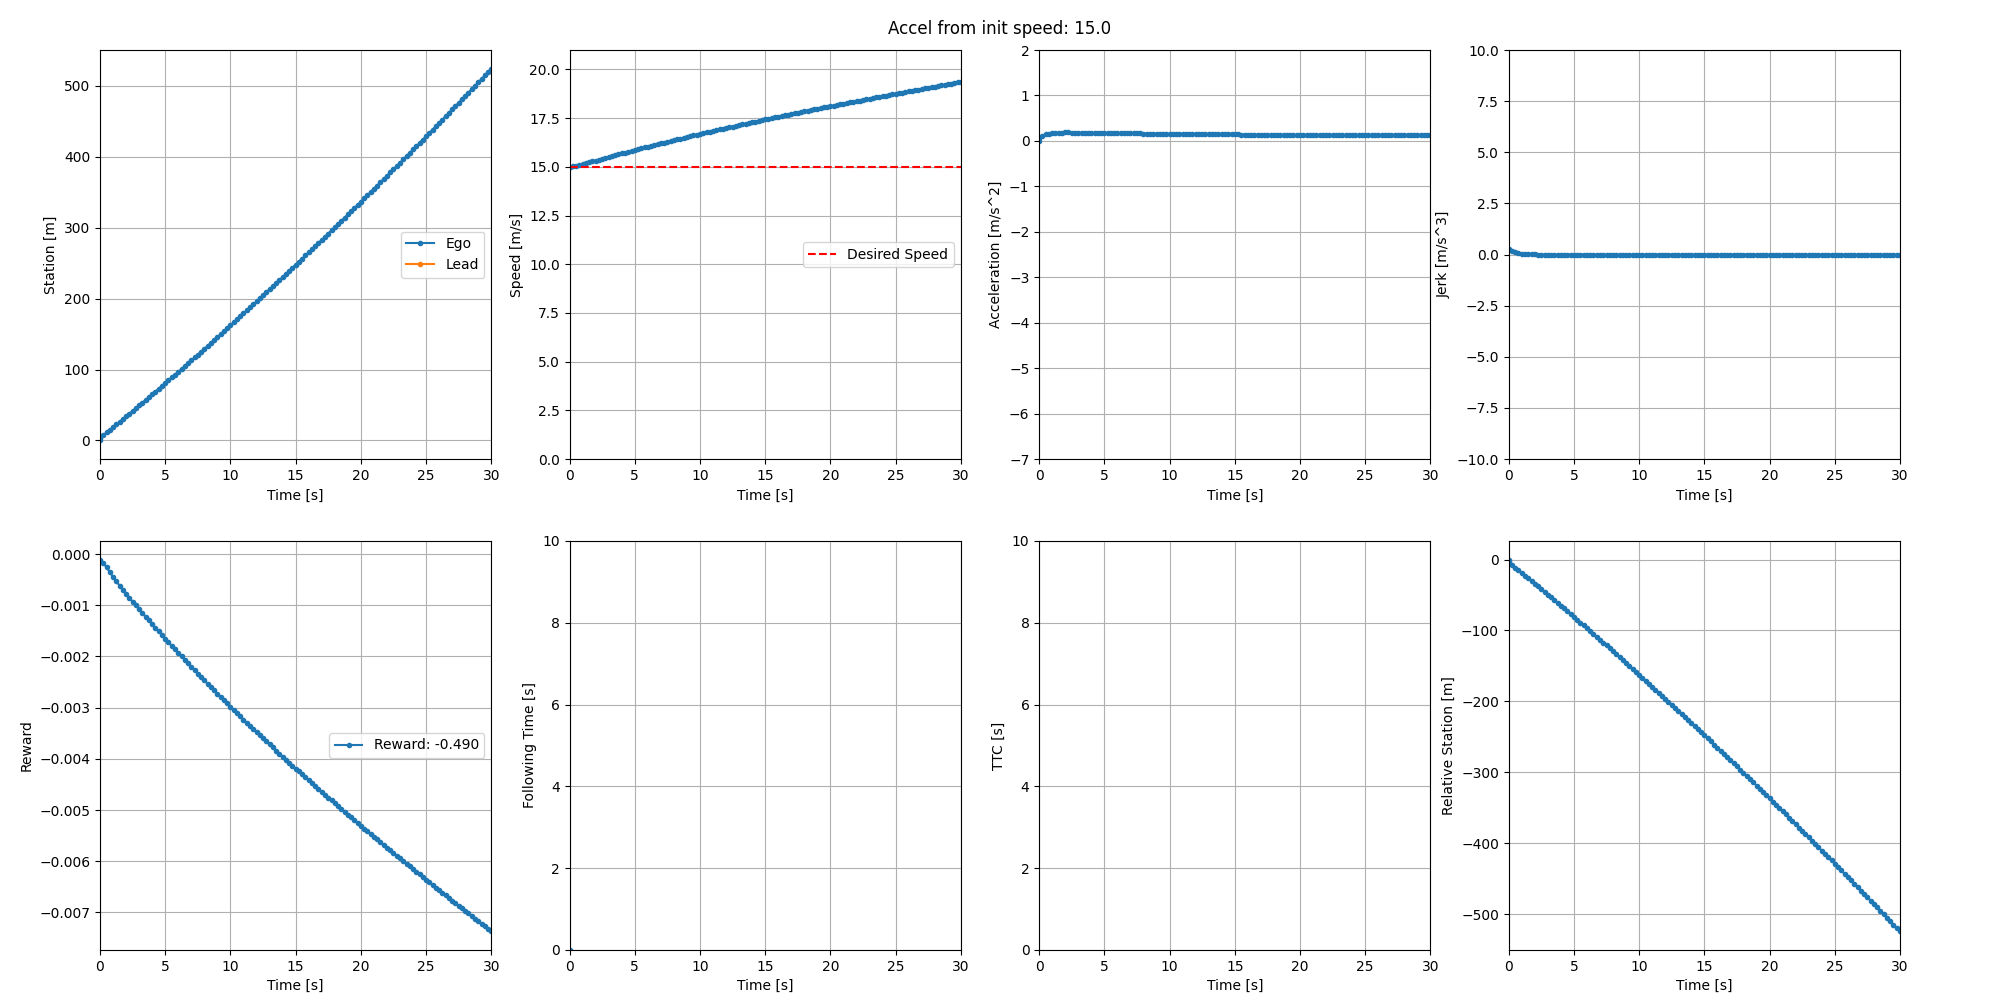 Accel from init speed: 15.0
Station [m]
500
400
300
200
100
0
0 5 10 15 20 25 30
Time [s]
Ego
Lead
Speed [m/s]
20.0
17.5
15.0
12.5
10.0
7.5
5.0
2.5
0.0
0 5 10 15 20 25 30
Time [s]
Desired Speed
Acceleration [m/s^2]
2
1
0
−1
−2
−3
−4
−5
−6
−7
0 5 10 15 20 25 30
Time [s]
Jerk [m/s^3]
10.0
7.5
5.0
2.5
0.0
−2.5
−5.0
−7.5
−10.0
0 5 10 15 20 25 30
Time [s]
Reward
0.000
−0.001
−0.002
−0.003
−0.004
−0.005
−0.006
−0.007
0 5 10 15 20 25 30
Time [s]
Reward: -0.490
Following Time [s]
10
8
6
4
2
0
0 5 10 15 20 25 30
Time [s]
TTC [s]
10
8
6
4
2
0
0 5 10 15 20 25 30
Time [s]
Relative Station [m]
0
−100
−200
−300
−400
−500
0 5 10 15 20 25 30
Time [s]